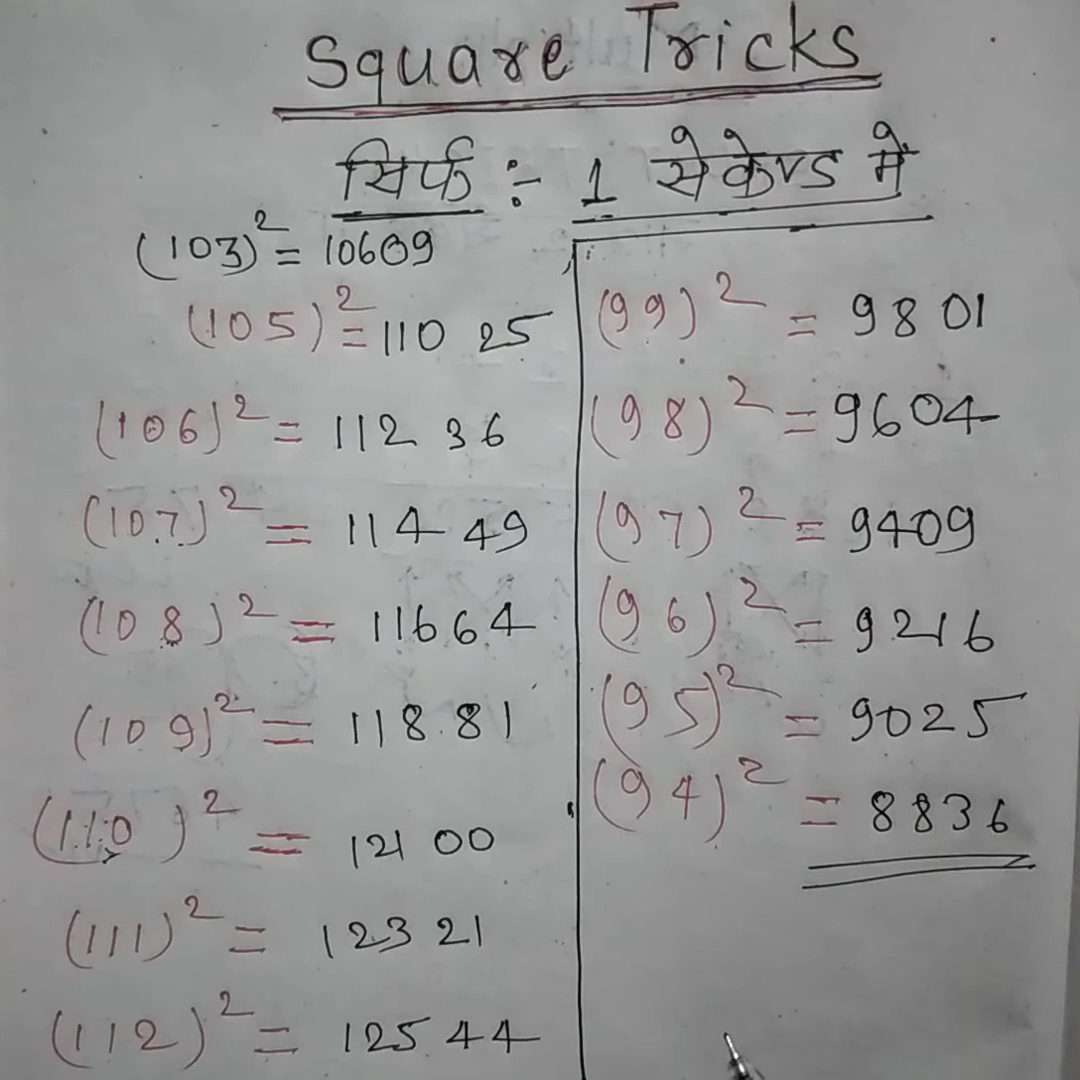 Square Tricks
सिर्फ :- 1 सेकेण्ड में
(103)² = 10609
(105)² = 110 25
(106)² = 112 36
(107)² = 114 49
(108)² = 11664
(109)² = 118.81
(110)² = 121 00
(111)² = 123 21
(112)² = 125 44
(99)² = 98 01
(98)² = 9604
(97)² = 9409
(96)² = 9216
(95)² = 9025
(94)² = 8836